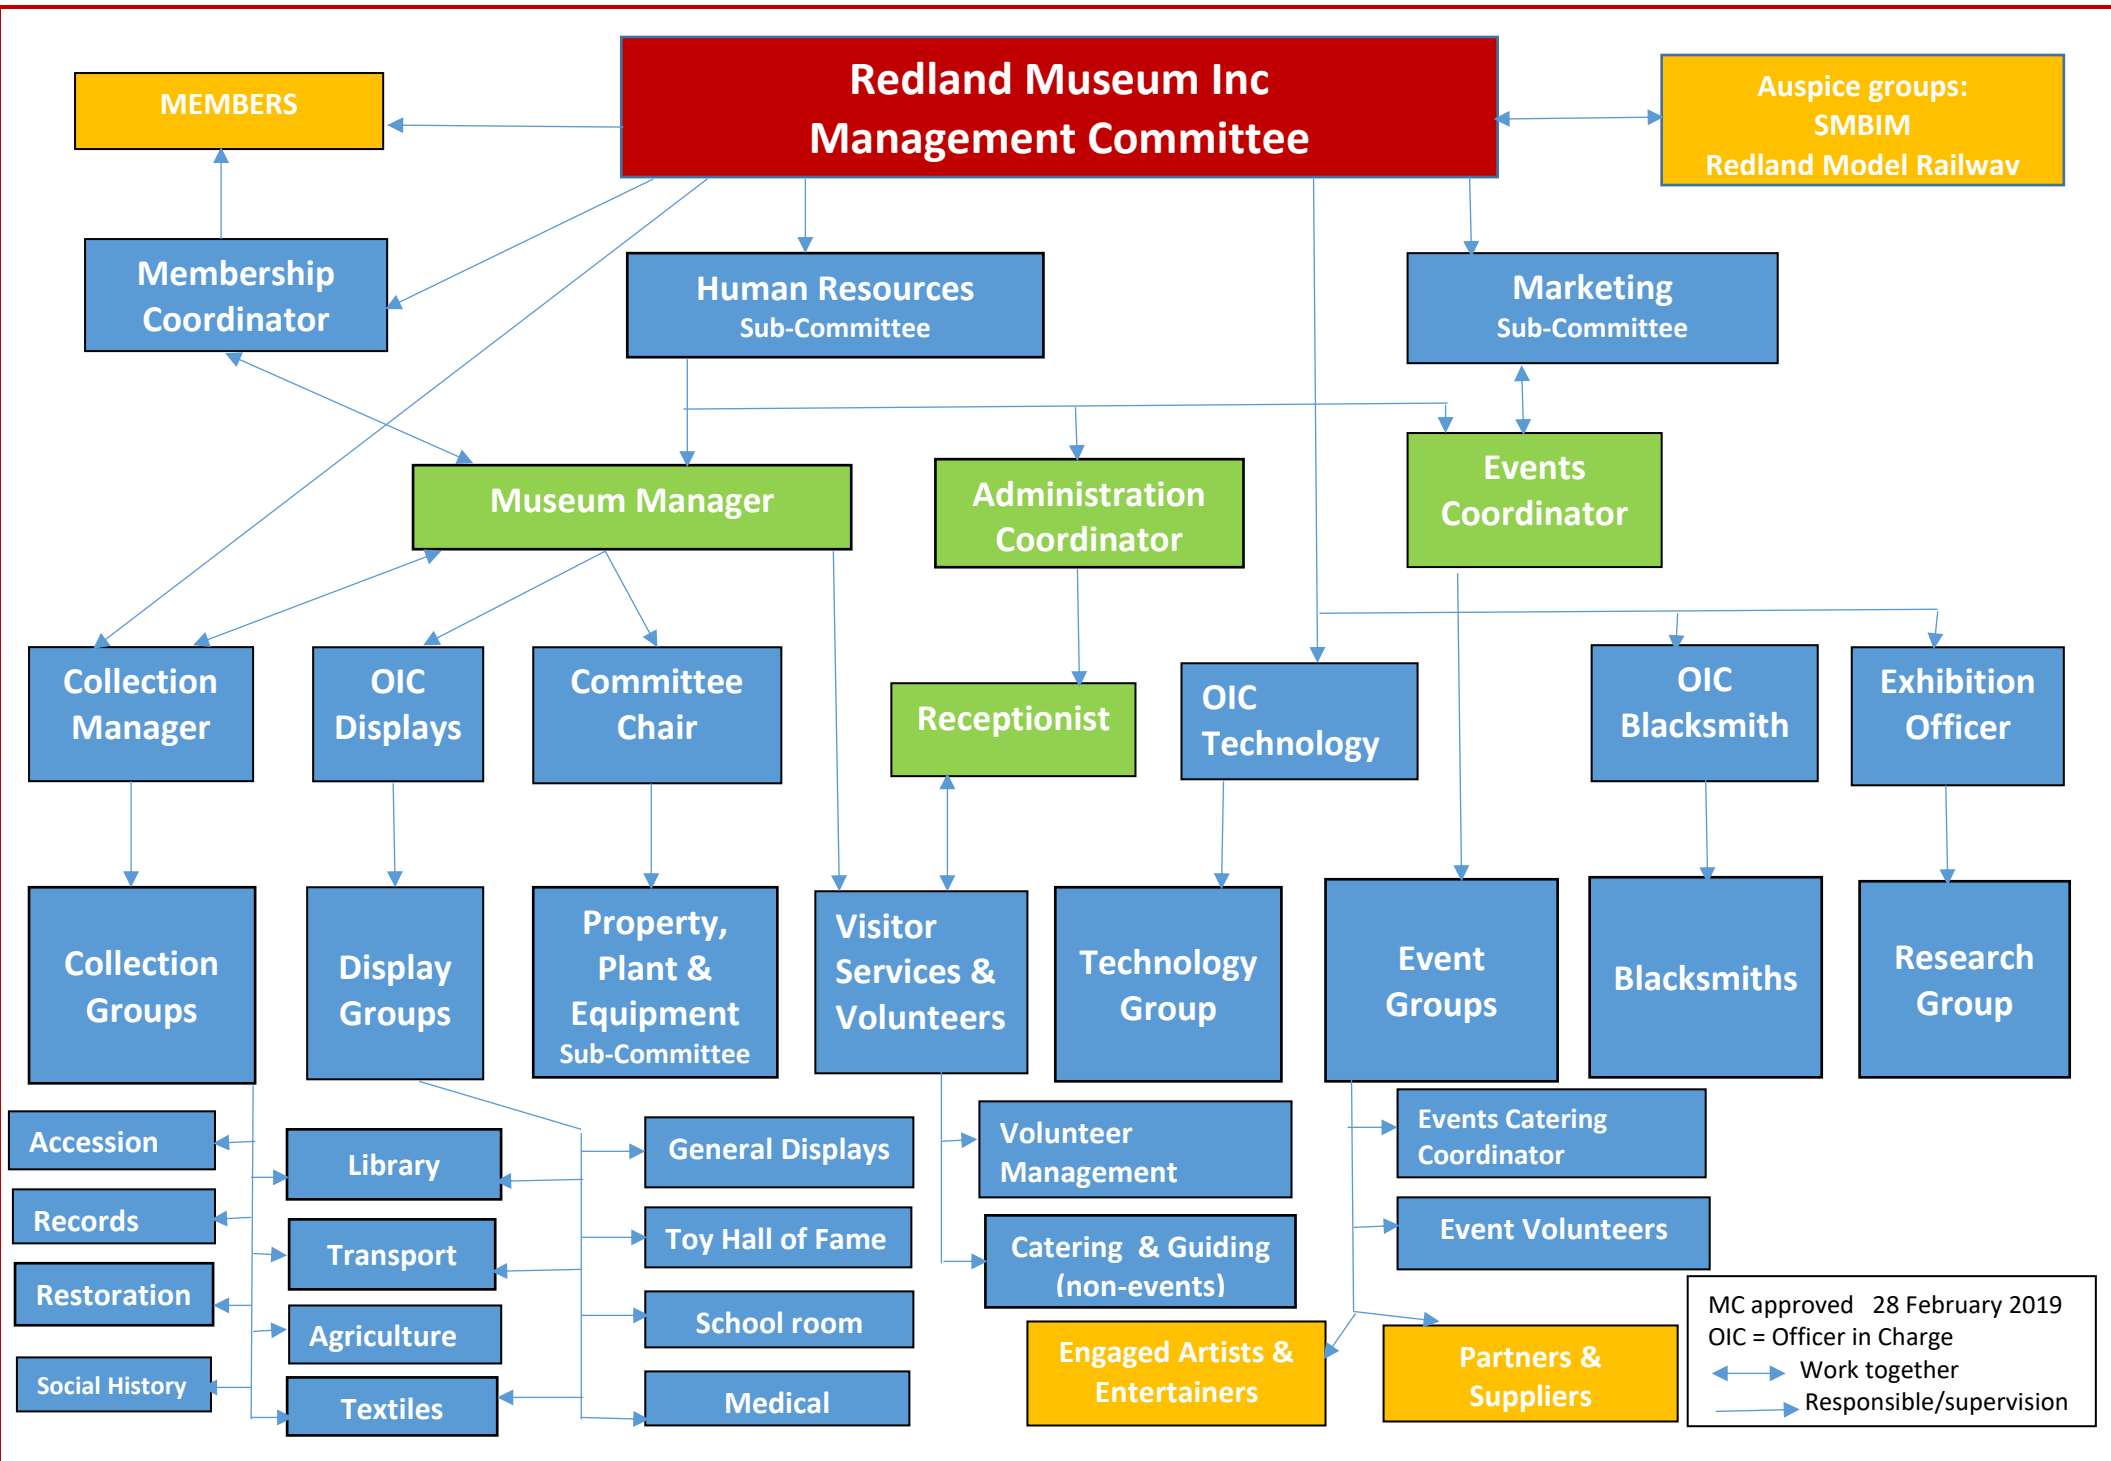 Redland Museum Inc
Management Committee
MEMBERS
Auspice groups:
SMBIM
Redland Model Railway
Membership
Coordinator
Human Resources
Sub-Committee
Marketing
Sub-Committee
Museum Manager
Administration
Coordinator
Events
Coordinator
Collection
Manager
OIC
Displays
Committee
Chair
Receptionist
OIC
Technology
OIC
Blacksmith
Exhibition
Officer
Collection
Groups
Display
Groups
Property,
Plant &
Equipment
Sub-Committee
Visitor
Services &
Volunteers
Technology
Group
Event
Groups
Blacksmiths
Research
Group
Accession
Records
Restoration
Social History
Library
Transport
Agriculture
Textiles
General Displays
Toy Hall of Fame
School room
Medical
Volunteer
Management
Catering & Guiding
(non-events)
Events Catering
Coordinator
Event Volunteers
Engaged Artists &
Entertainers
Partners &
Suppliers
MC approved 28 February 2019
OIC = Officer in Charge
Work together
Responsible/supervision